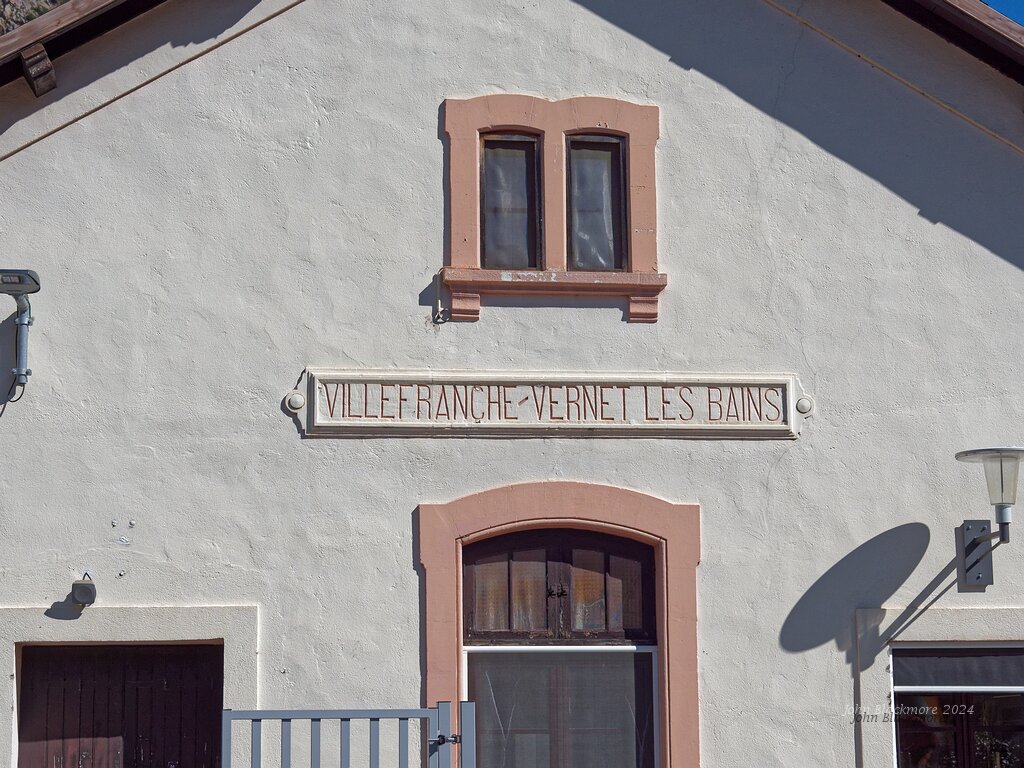 VILLEFRANCHE-VERNET LES BAINS
John Blackmore 2024